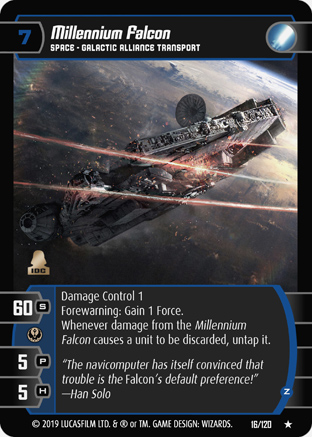 7
Millennium Falcon
SPACE - GALACTIC ALLIANCE TRANSPORT
IDC
60 S
Damage Control 1
Forewarning: Gain 1 Force.
Whenever damage from the Millennium
Falcon causes a unit to be discarded, untap it.
5 P
“The navicomputer has itself convinced that
trouble is the Falcon’s default preference!”
5 H
—Han Solo
Z
© 2019 LUCASFILM LTD. & ® or TM. GAME DESIGN: WIZARDS.
16/120